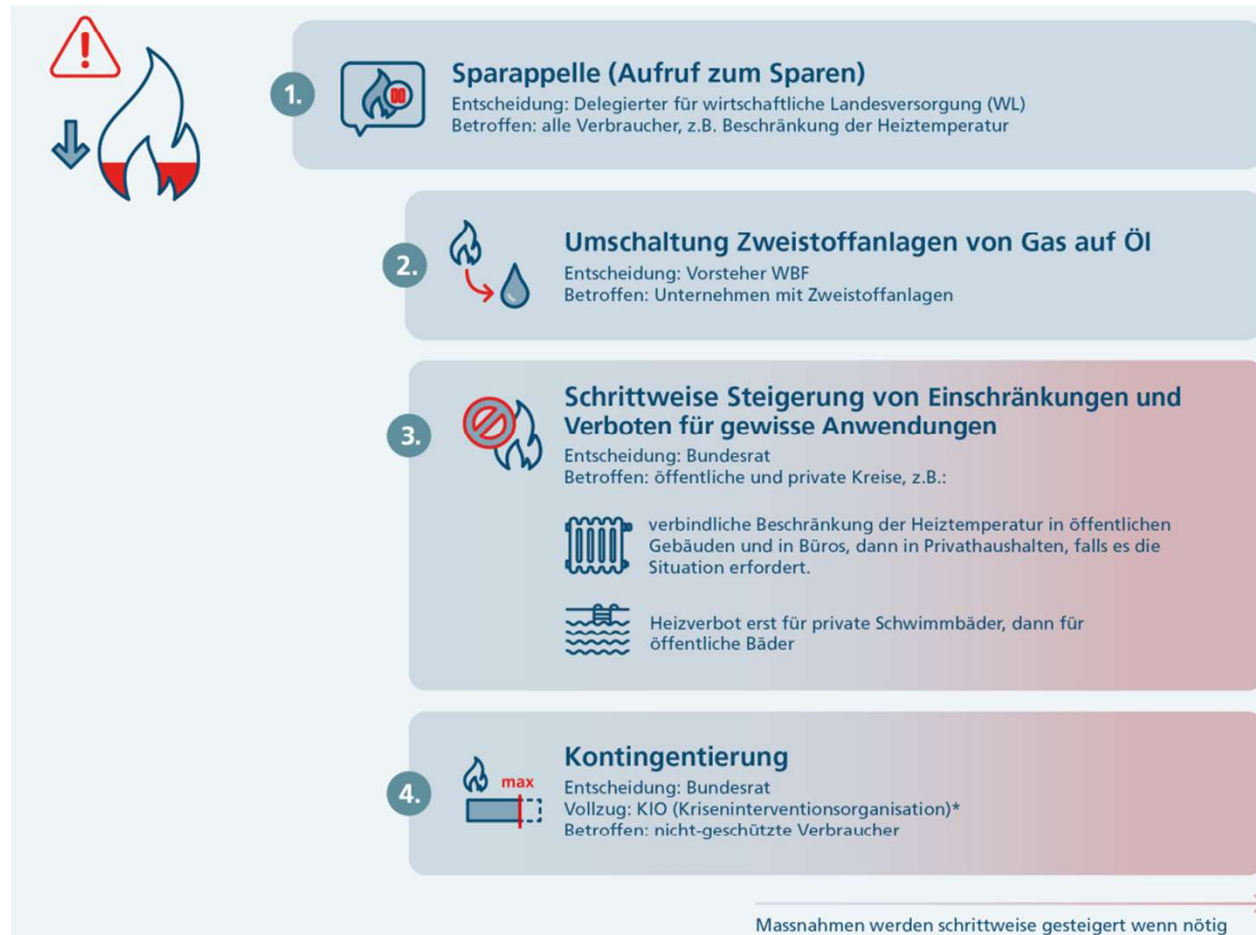 1.
Sparappelle (Aufruf zum Sparen)
Entscheidung: Delegierter für wirtschaftliche Landesversorgung (WL)
Betroffen: alle Verbraucher, z.B. Beschränkung der Heiztemperatur
2.
Umschaltung Zweistoffanlagen von Gas auf Öl
Entscheidung: Vorsteher WBF
Betroffen: Unternehmen mit Zweistoffanlagen
3.
Schrittweise Steigerung von Einschränkungen und
Verboten für gewisse Anwendungen
Entscheidung: Bundesrat
Betroffen: öffentliche und private Kreise, z.B.:
verbindliche Beschränkung der Heiztemperatur in öffentlichen
Gebäuden und in Büros, dann in Privathaushalten, falls es die
Situation erfordert.
Heizverbot erst für private Schwimmbäder, dann für
öffentliche Bäder
4.
max
Kontingentierung
Entscheidung: Bundesrat
Vollzug: KIO (Kriseninterventionsorganisation)*
Betroffen: nicht-geschützte Verbraucher
Massnahmen werden schrittweise gesteigert wenn nötig